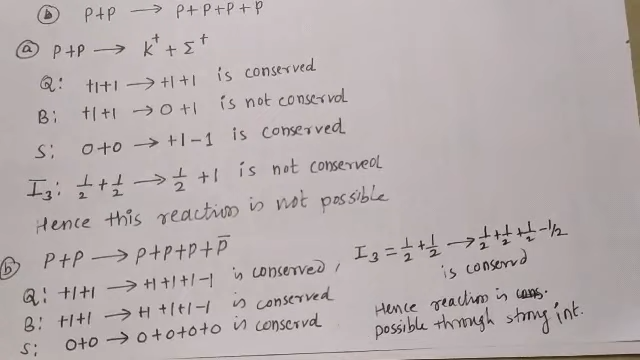 ⓑ P+P ⟶ P+P+P+P
ⓐ P+P ⟶ K⁺ + Σ⁺
Q: +1+1 → +1+1 is conserved
B: +1+1 → 0+1 is not conservd
S: 0+0 → +1-1 is conserved
I₃: 1/2 + 1/2 → 1/2 + 1 is not conserved
Hence this reaction is not possible
ⓑ P+P ⟶ P+P+P+P̄
Q: +1+1 → +1+1+1-1 is conserved,
B: +1+1 → +1+1+1-1 is conserved
S: 0+0 → 0+0+0+0 is conservd
I₃ = 1/2 + 1/2 → 1/2 + 1/2 + 1/2 - 1/2
is conservd
Hence reaction is
possible through strong int.